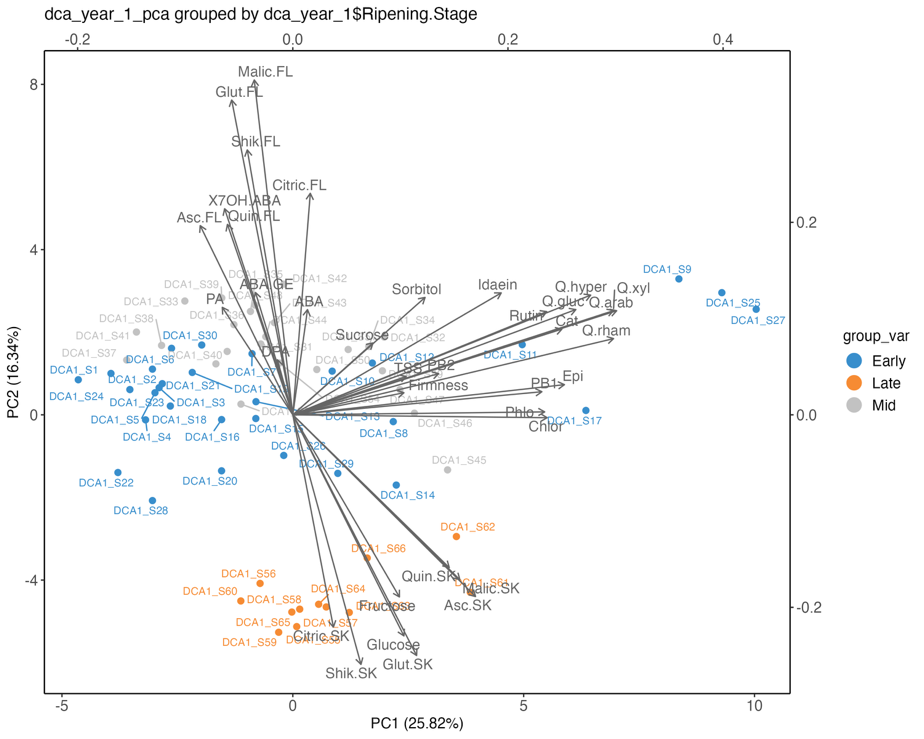 dca_year_1_pca grouped by dca_year_1$Ripening.Stage
-0.2 0.0 0.2 0.4
Malic.FL
8
Glut.FL
Shik.FL
Citric.FL
X7OH.ABA
Asc.FL Quin.FL
0.2
4
DCA1_S9
DCA1_S42
DCA1_S39
ABA.GE
Sorbitol
Idaein
Q.hyper
Q.xyl
DCA1_S33
PA
ABA
Q.gluc
Q.arab
DCA1_S25
DCA1_S38
Rutin
Cat
DCA1_S27
DCA1_S41
DCA1_S30
Sucrose
Q.rham
DCA1_S37
DCA1_S6
DCA1_S12
DCA1_S11
DCA1_S1
DCA1_S2
DCA1_S21
DCA1_S7
DCA1_S10
TSS
PB2
DCA1_S24
DCA1_S23
DCA1_S3
Firmness
PB1
Epi
DCA1_S5
DCA1_S18
DCA1_S13
DCA1_S46
Phlo
DCA1_S17
DCA1_S4
DCA1_S16
DCA1_S8
Chlor
0
0.0
DCA1_S26
DCA1_S29
DCA1_S45
DCA1_S22
DCA1_S20
DCA1_S14
DCA1_S28
DCA1_S62
DCA1_S66
-4
DCA1_S56
Quin.SK
DCA1_S61
Malic.SK
DCA1_S60
DCA1_S58
DCA1_S64
Fructose
Asc.SK
-0.2
DCA1_S65
DCA1_S57
DCA1_S59
Citric.SK
Glucose
Shik.SK
Glut.SK
-5 0 5 10
PC1 (25.82%)
PC2 (16.34%)
group_var
Early
Late
Mid